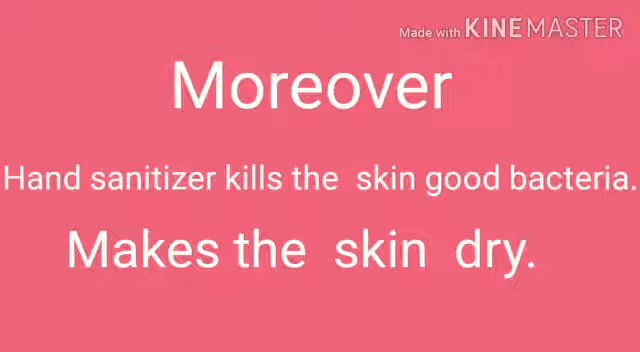 Made with KINEMASTER
Moreover
Hand sanitizer kills the skin good bacteria.
Makes the skin dry.